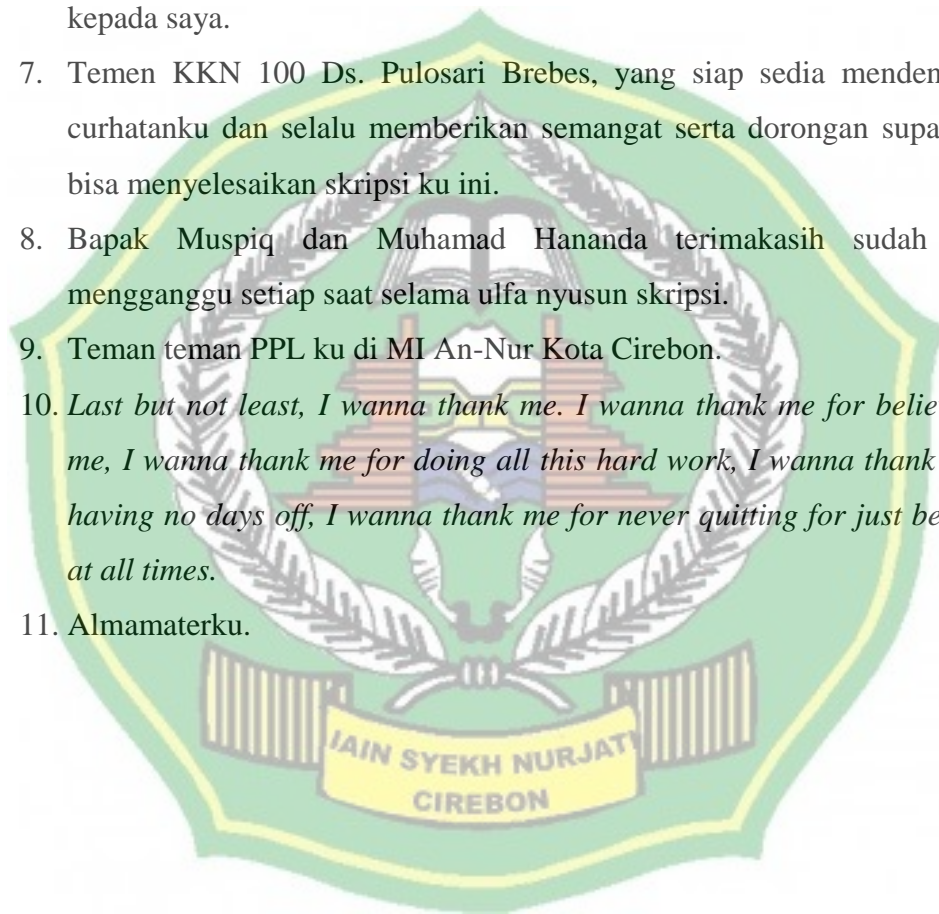 kepada saya.
7. Temen KKN 100 Ds. Pulosari Brebes, yang siap sedia menden
curhatanku dan selalu memberikan semangat serta dorongan supa
bisa menyelesaikan skripsi ku ini.
8. Bapak Muspiq dan Muhamad Hananda terimakasih sudah
mengganggu setiap saat selama ulfa nyusun skripsi.
9. Teman teman PPL ku di MI An-Nur Kota Cirebon.
10. Last but not least, I wanna thank me. I wanna thank me for belie
me, I wanna thank me for doing all this hard work, I wanna thank
having no days off, I wanna thank me for never quitting for just be
at all times.
11. Almamaterku.
IAIN SYEKH NURJATI
CIREBON